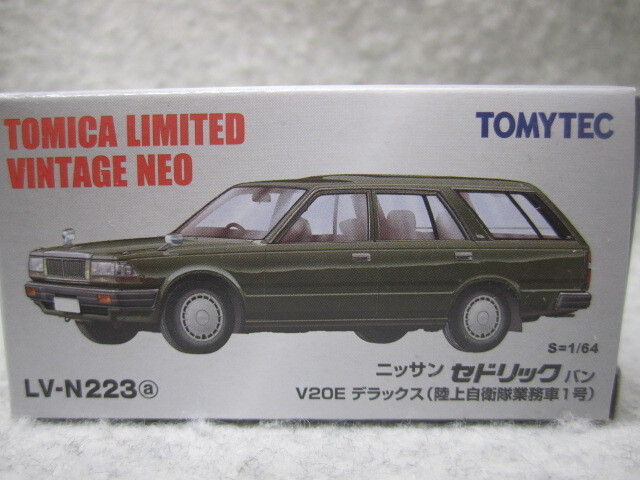 TOMICA LIMITED
VINTAGE NEO
TOMYTEC
S=1/64
ニッサン セドリック バン
LV-N223ⓐ
V20E デラックス(陸上自衛隊業務車1号)